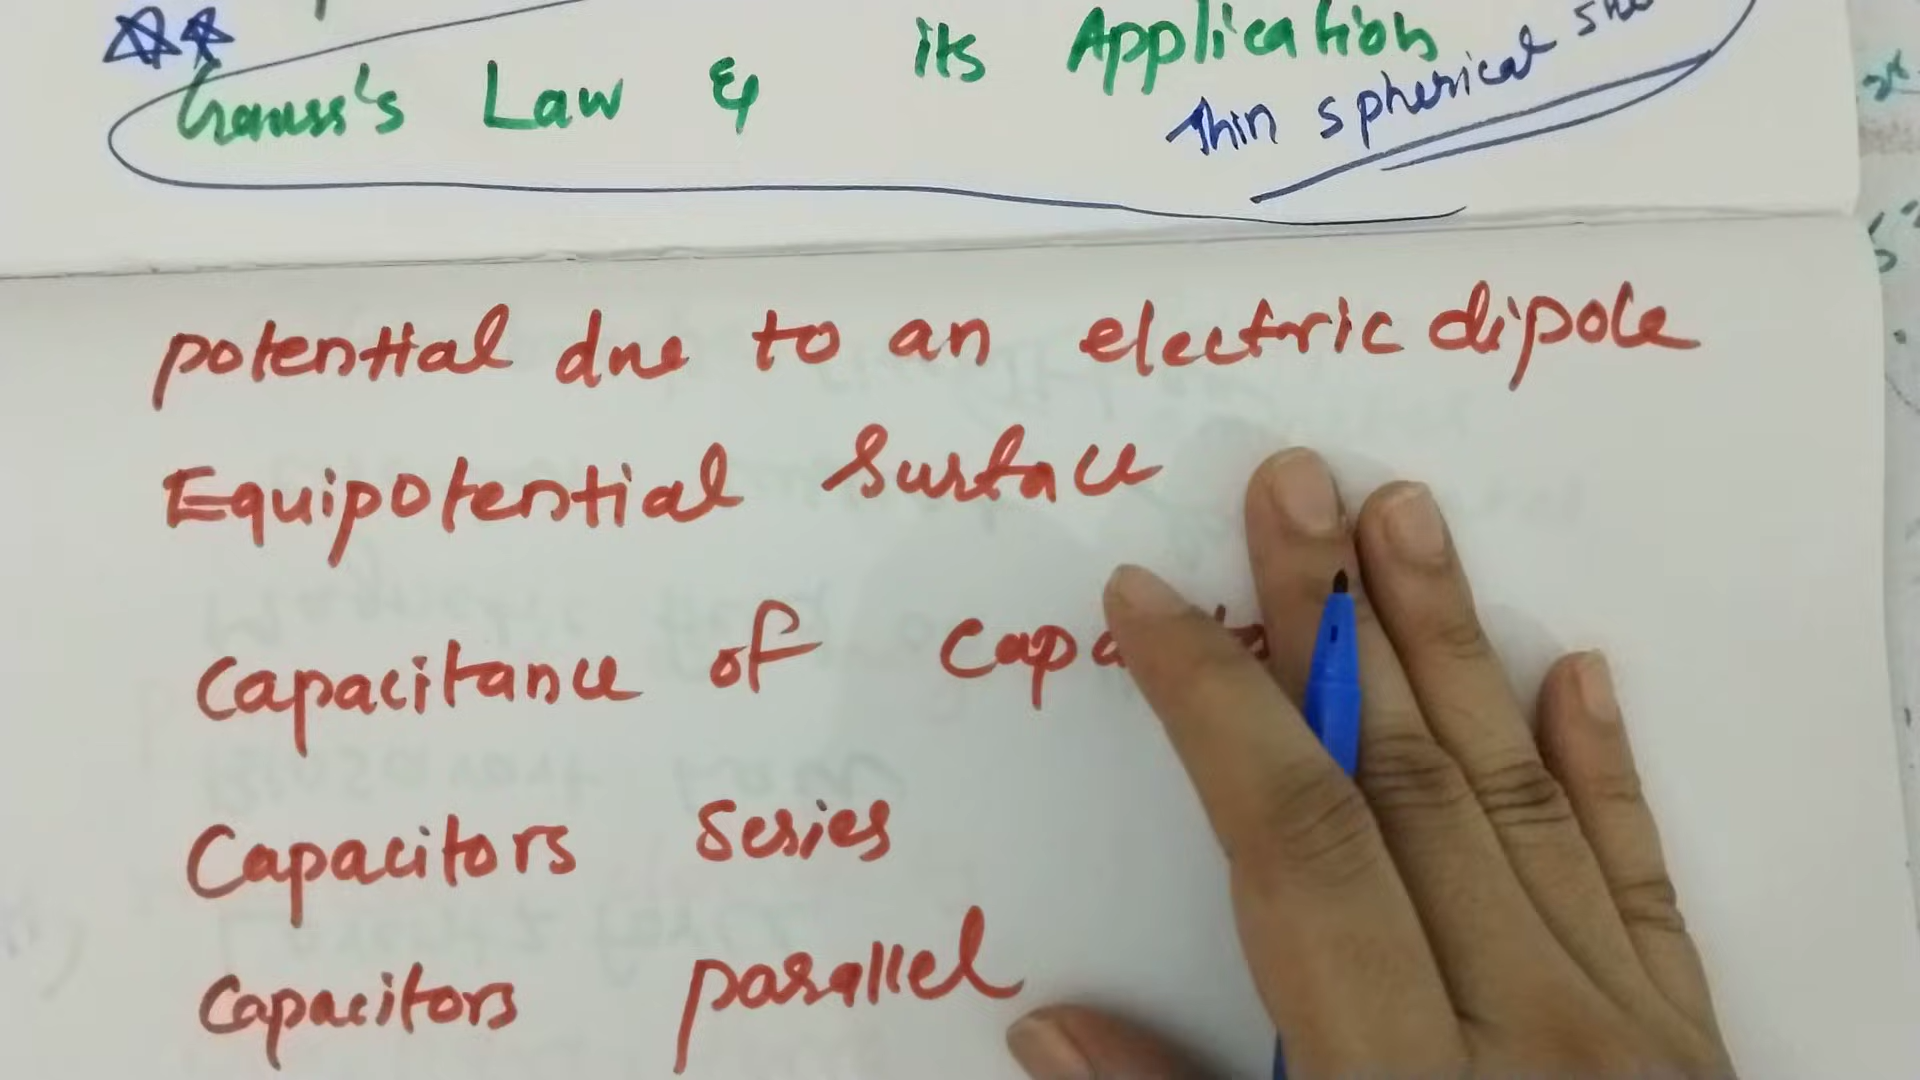 Gauss's Law & its Application
Thin spherical
potential due to an electric dipole
Equipotential Surface
Capacitance of
Capacitors Series
Capacitors parallel